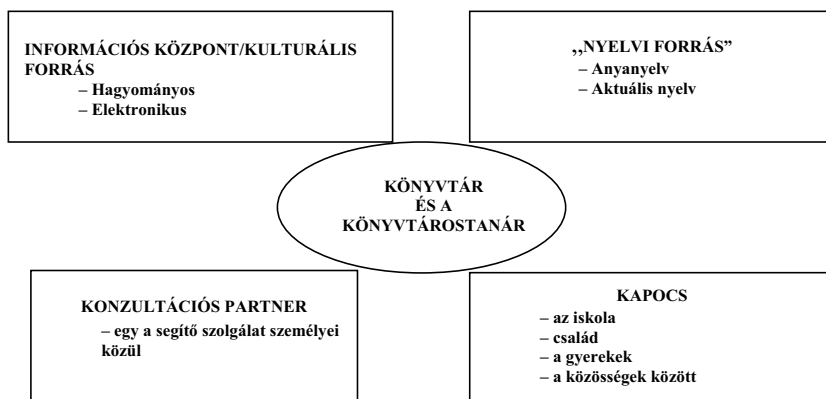 INFORMÁCIÓS KÖZPONT/KULTURÁLIS
FORRÁS
– Hagyományos
– Elektronikus
,,NYELVI FORRÁS”
– Anyanyelv
– Aktuális nyelv
KÖNYVTÁR
ÉS A
KÖNYVTÁROSTANÁR
KONZULTÁCIÓS PARTNER
– egy a segítő szolgálat személyei
közül
KAPOCS
– az iskola
– család
– a gyerekek
– a közösségek között